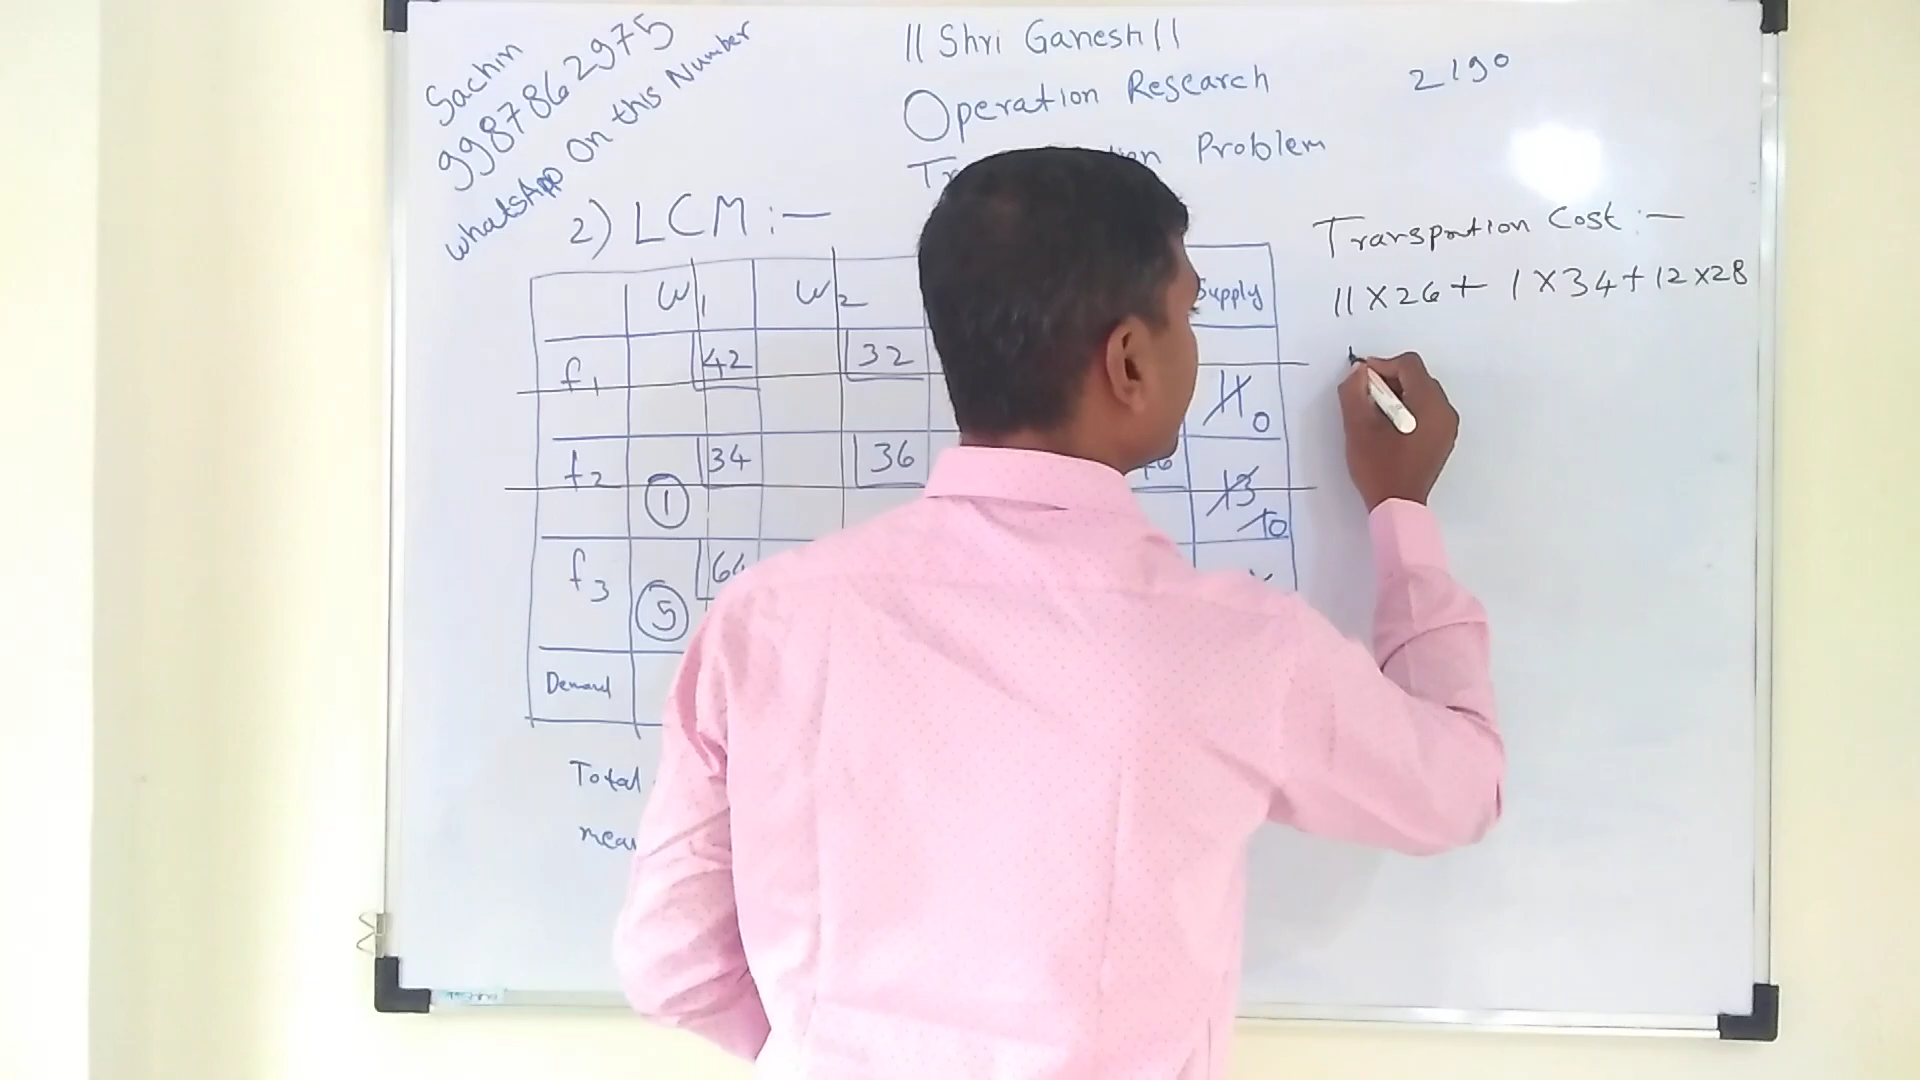 Sachin
9987862975
WhatsApp On this Number
|| Shri Ganesh ||
Operation Research
Problem
2190
2) LCM :-
W1 W2 Supply
f1 42 32 11 0
f2 34 36 13 10
1
f3 64
5
Demand
Total
Transprtion Cost :-
11 X 26 + 1 X 34 + 12 X 28